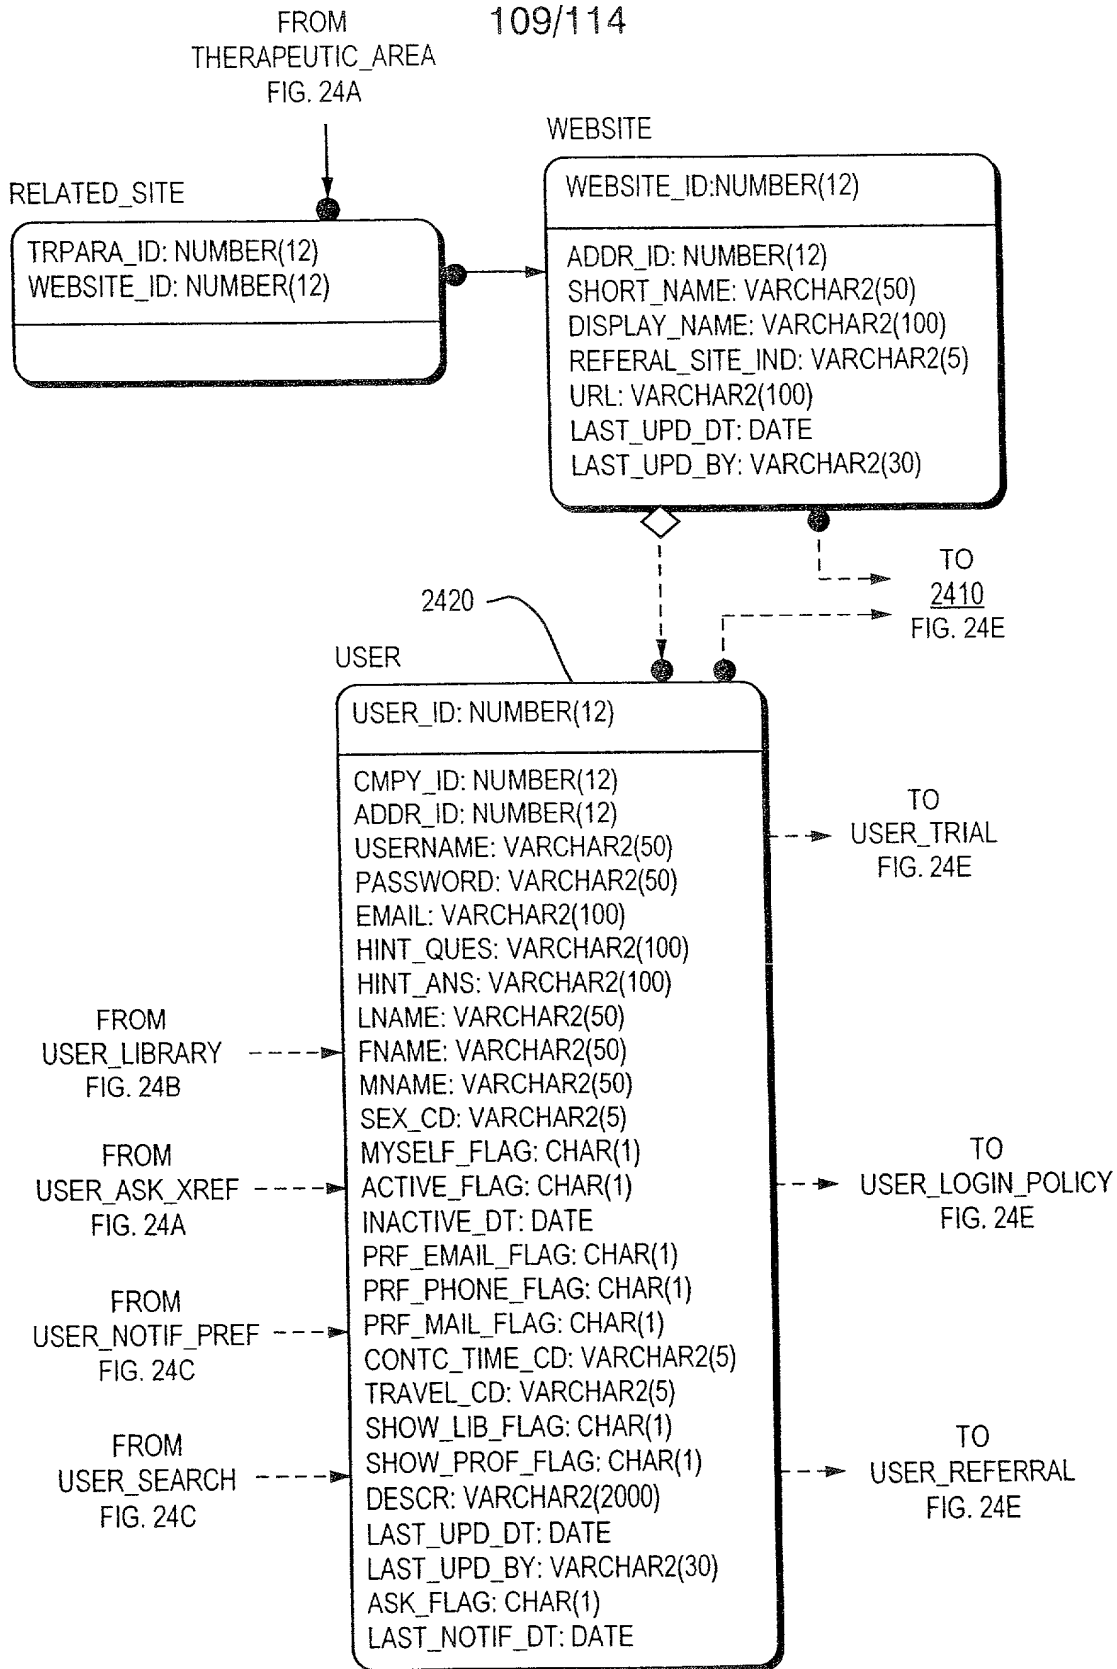 109/114
FROM
THERAPEUTIC_AREA
FIG. 24A
RELATED_SITE
TRPARA_ID: NUMBER(12)
WEBSITE_ID: NUMBER(12)
WEBSITE
WEBSITE_ID:NUMBER(12)
ADDR_ID: NUMBER(12)
SHORT_NAME: VARCHAR2(50)
DISPLAY_NAME: VARCHAR2(100)
REFERAL_SITE_IND: VARCHAR2(5)
URL: VARCHAR2(100)
LAST_UPD_DT: DATE
LAST_UPD_BY: VARCHAR2(30)
TO
2410
FIG. 24E
2420
USER
USER_ID: NUMBER(12)
CMPY_ID: NUMBER(12)
ADDR_ID: NUMBER(12)
USERNAME: VARCHAR2(50)
PASSWORD: VARCHAR2(50)
EMAIL: VARCHAR2(100)
HINT_QUES: VARCHAR2(100)
HINT_ANS: VARCHAR2(100)
LNAME: VARCHAR2(50)
FNAME: VARCHAR2(50)
MNAME: VARCHAR2(50)
SEX_CD: VARCHAR2(5)
MYSELF_FLAG: CHAR(1)
ACTIVE_FLAG: CHAR(1)
INACTIVE_DT: DATE
PRF_EMAIL_FLAG: CHAR(1)
PRF_PHONE_FLAG: CHAR(1)
PRF_MAIL_FLAG: CHAR(1)
CONTC_TIME_CD: VARCHAR2(5)
TRAVEL_CD: VARCHAR2(5)
SHOW_LIB_FLAG: CHAR(1)
SHOW_PROF_FLAG: CHAR(1)
DESCR: VARCHAR2(2000)
LAST_UPD_DT: DATE
LAST_UPD_BY: VARCHAR2(30)
ASK_FLAG: CHAR(1)
LAST_NOTIF_DT: DATE
FROM
USER_LIBRARY
FIG. 24B
FROM
USER_ASK_XREF
FIG. 24A
FROM
USER_NOTIF_PREF
FIG. 24C
FROM
USER_SEARCH
FIG. 24C
TO
USER_TRIAL
FIG. 24E
TO
USER_LOGIN_POLICY
FIG. 24E
TO
USER_REFERRAL
FIG. 24E